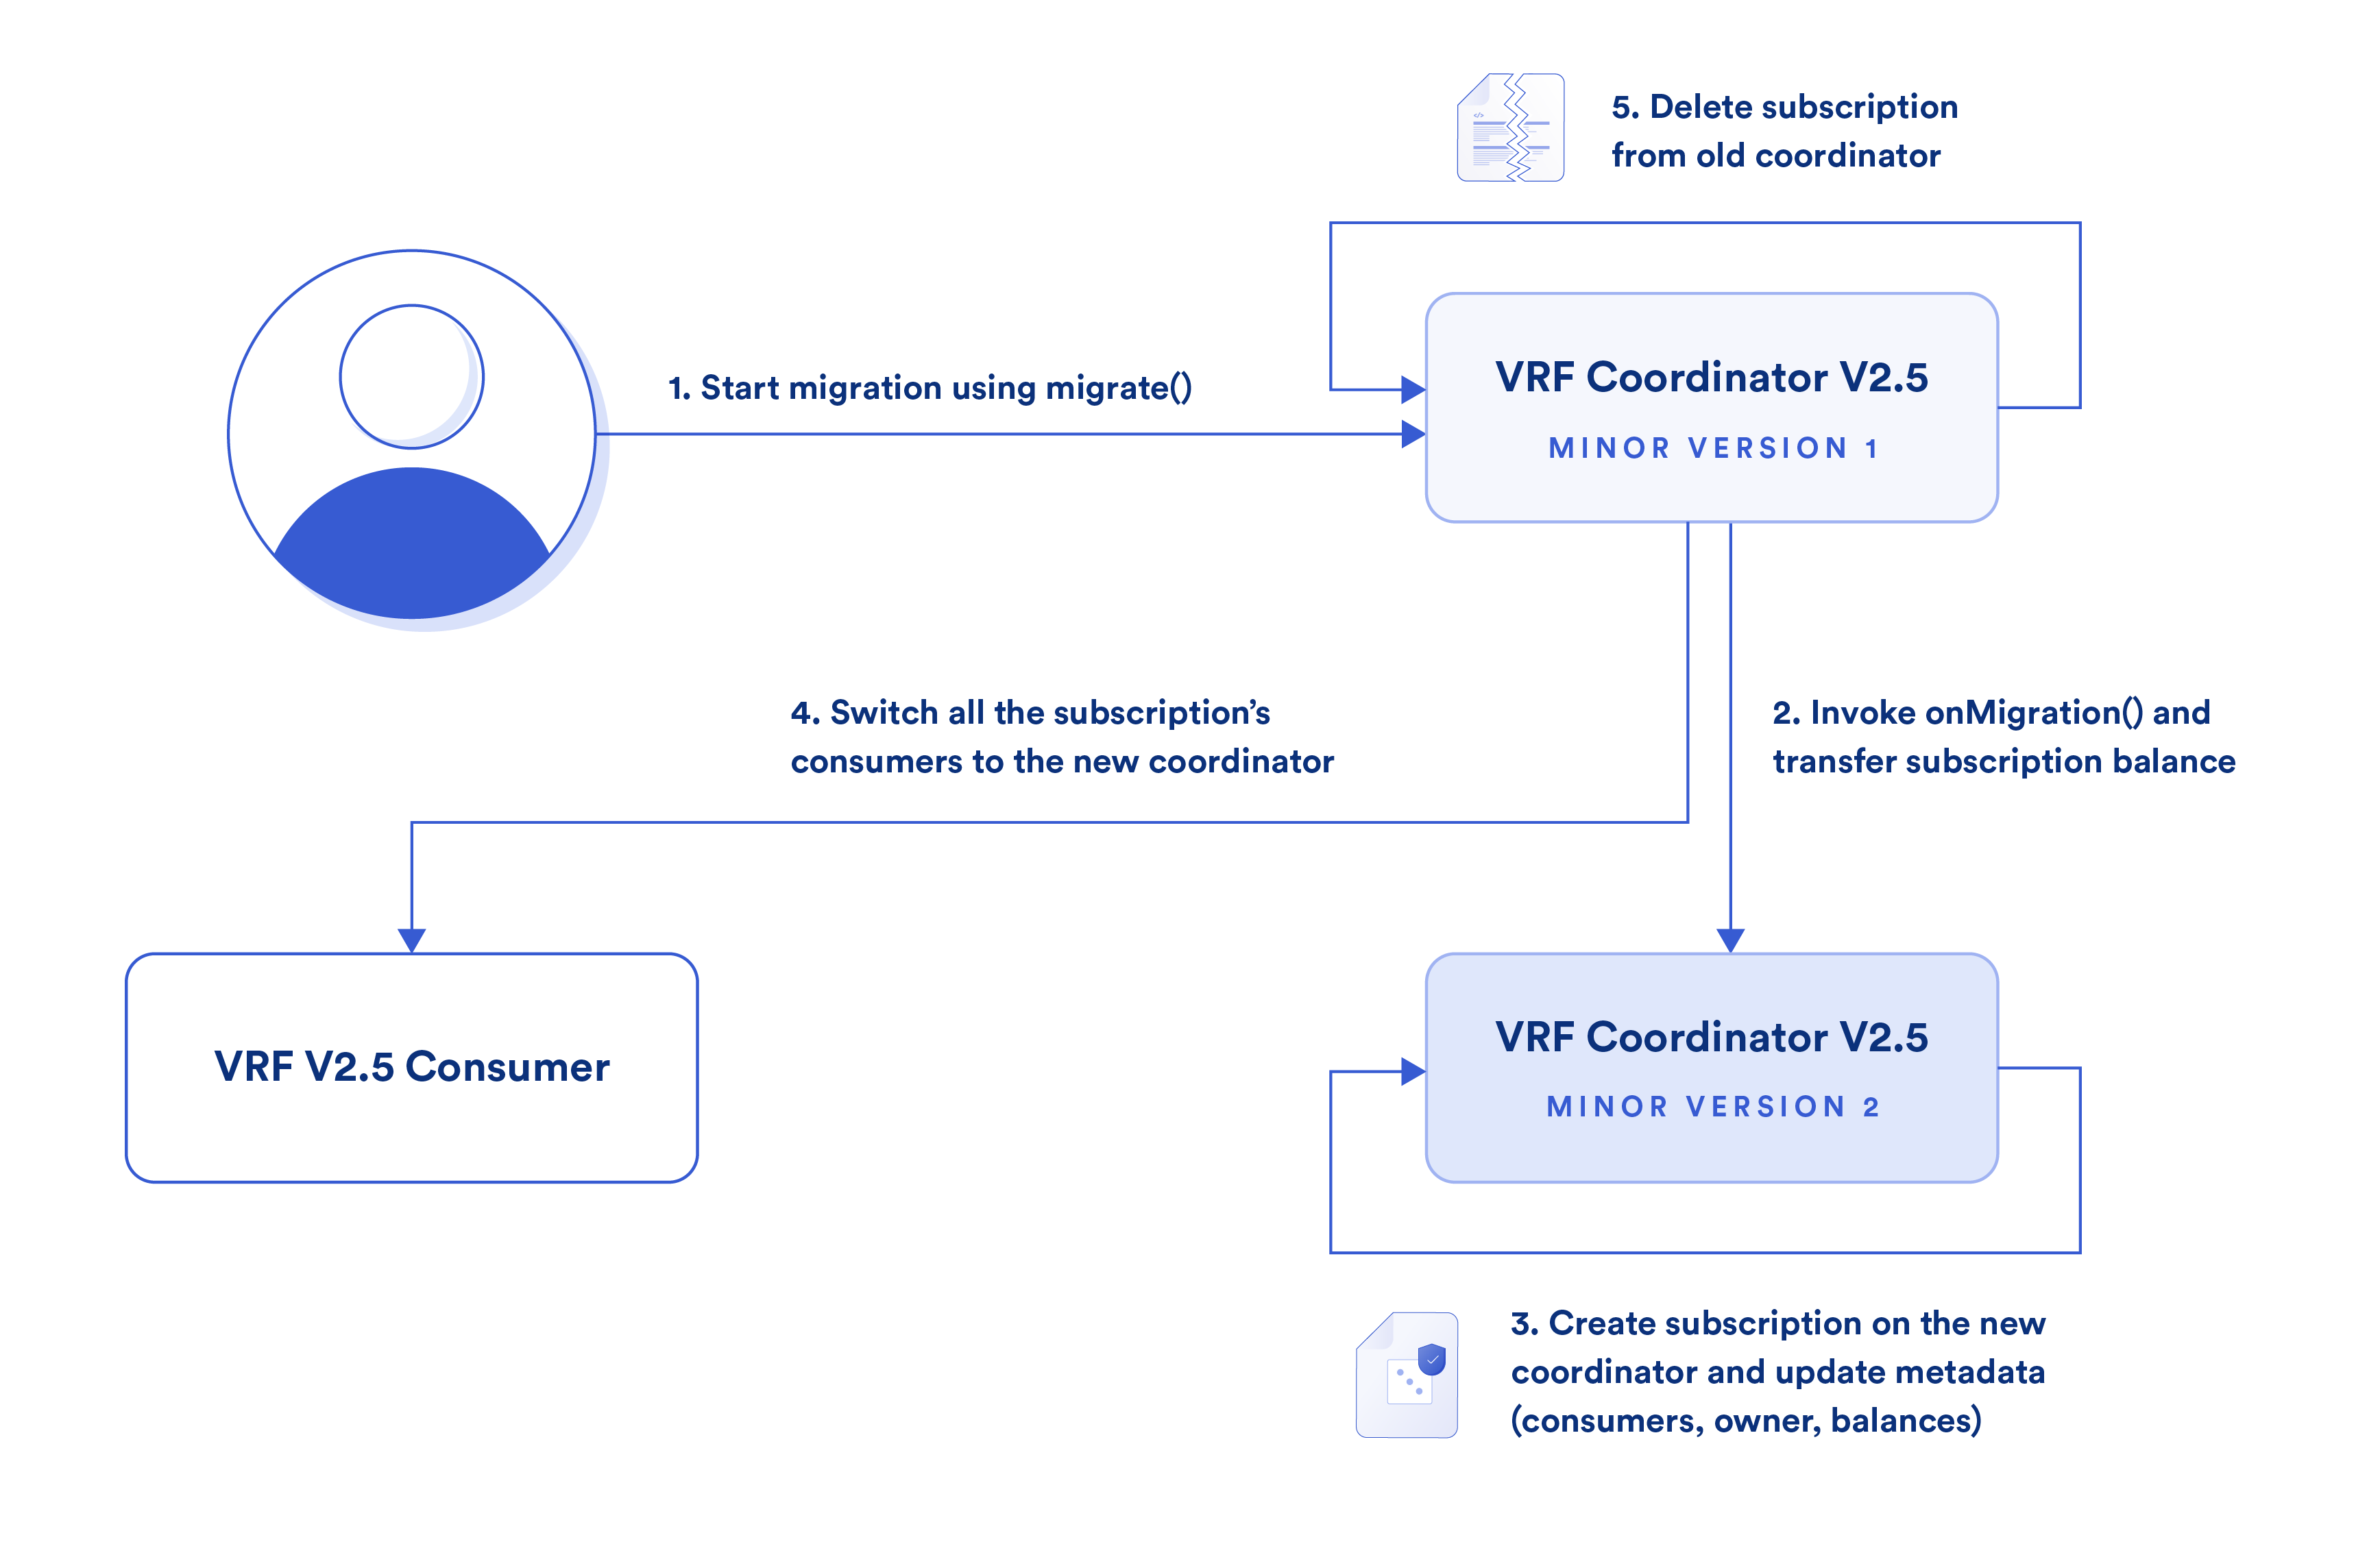 5. Delete subscription
from old coordinator
1. Start migration using migrate()
VRF Coordinator V2.5
MINOR VERSION 1
4. Switch all the subscription’s
consumers to the new coordinator
2. Invoke onMigration() and
transfer subscription balance
VRF V2.5 Consumer
VRF Coordinator V2.5
MINOR VERSION 2
3. Create subscription on the new
coordinator and update metadata
(consumers, owner, balances)